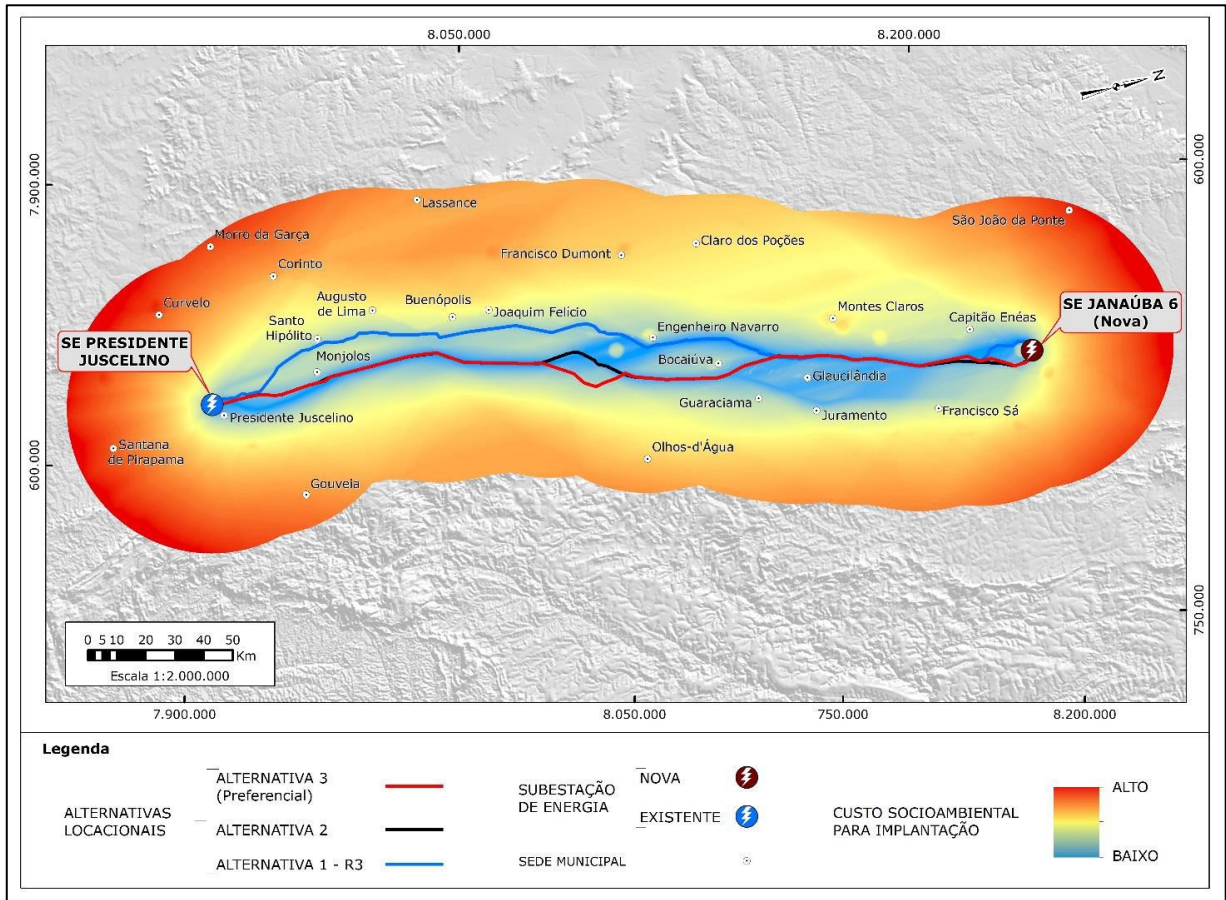 8.050.000
8.200.000
N
7.900.000
600.000
Lassance
São João da Ponte
Morro da Garça
Claro dos Poções
Francisco Dumont
Corinto
Curvelo
Augusto
de Lima
Buenópolis
Joaquim Felicio
Montes Claros
Capitão Enéas
SE JANAÚBA 6
(Nova)
Santo
Hipólito
Engenheiro Navarro
SE PRESIDENTE
JUSCELINO
Monjolos
Bocaiúva
Glaucilândia
Guaraciama
Juramento
Francisco Sá
Presidente Juscelino
Santana
de Pirapama
Olhos-d'Água
Gouveia
600.000
750.000
0 5 10 20 30 40 50
Km
Escala 1:2.000.000
7.900.000
8.050.000
750.000
8.200.000
Legenda
ALTERNATIVAS
LOCACIONAIS
ALTERNATIVA 3
(Preferencial)
ALTERNATIVA 2
ALTERNATIVA 1 - R3
SUBESTAÇÃO
DE ENERGIA
NOVA
EXISTENTE
SEDE MUNICIPAL
CUSTO SOCIOAMBIENTAL
PARA IMPLANTAÇÃO
ALTO
BAIXO